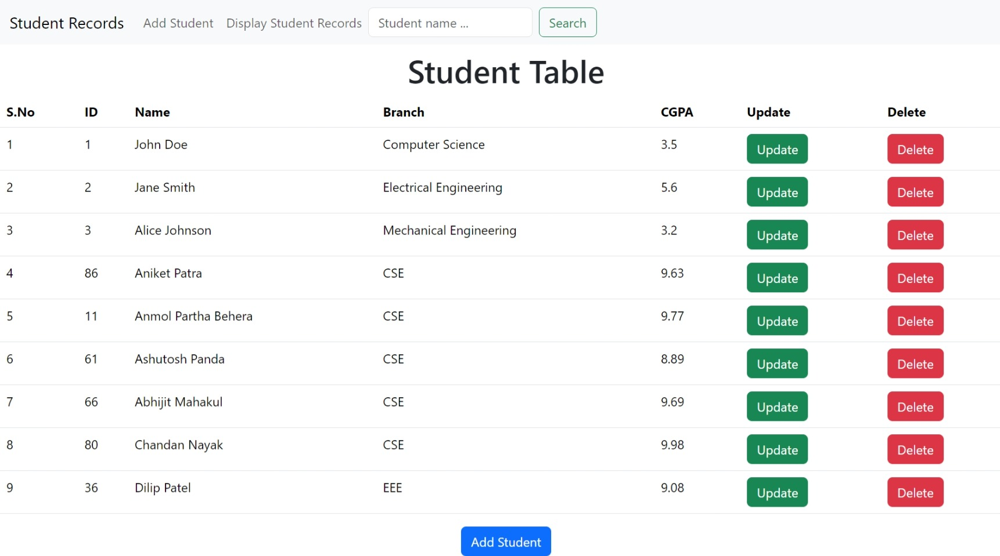 Student Records Add Student Display Student Records Student name ... Search
Student Table
S.No ID Name Branch CGPA Update Delete
1 1 John Doe Computer Science 3.5 Update Delete
2 2 Jane Smith Electrical Engineering 5.6 Update Delete
3 3 Alice Johnson Mechanical Engineering 3.2 Update Delete
4 86 Aniket Patra CSE 9.63 Update Delete
5 11 Anmol Partha Behera CSE 9.77 Update Delete
6 61 Ashutosh Panda CSE 8.89 Update Delete
7 66 Abhijit Mahakul CSE 9.69 Update Delete
8 80 Chandan Nayak CSE 9.98 Update Delete
9 36 Dilip Patel EEE 9.08 Update Delete
Add Student